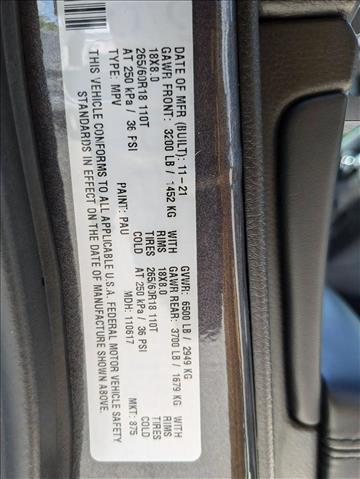 DATE OF MFR (BUILT): 11-21 GVWR: 6500 LB / 2949 KG
GAWR FRONT: 3200 LB / 1452 KG WITH GAWR REAR: 3700 LB / 1679 KG WITH
18X8.0 RIMS 18X8.0 RIMS
265/60R18 110T TIRES 265/60R18 110T TIRES
AT 250 kPa / 36 PSI COLD AT 250 kPa / 36 PSI COLD
TYPE: MPV PAINT: PAU MDH: 110617 MKT: 875
THIS VEHICLE CONFORMS TO ALL APPLICABLE U.S.A. FEDERAL MOTOR VEHICLE SAFETY
STANDARDS IN EFFECT ON THE DATE OF MANUFACTURE SHOWN ABOVE.